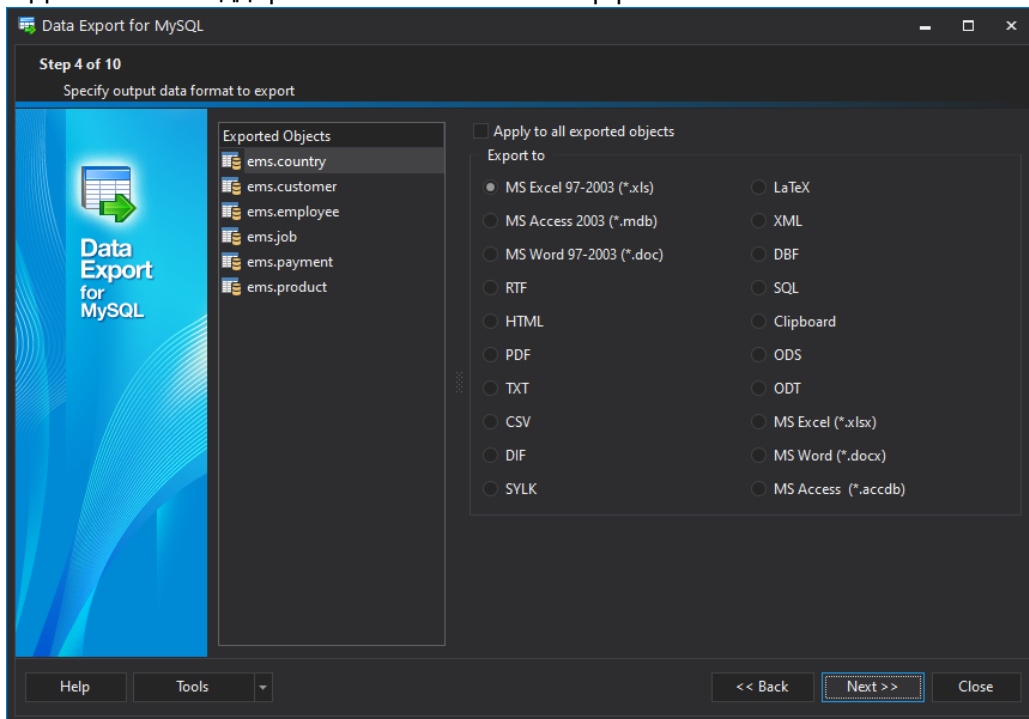 Data Export for MySQL
Step 4 of 10
Specify output data format to export
Data
Export
for
MySQL
Exported Objects
ems.country
ems.customer
ems.employee
ems.job
ems.payment
ems.product
Apply to all exported objects
Export to
MS Excel 97-2003 (*.xls)
MS Access 2003 (*.mdb)
MS Word 97-2003 (*.doc)
RTF
HTML
PDF
TXT
CSV
DIF
SYLK
LaTeX
XML
DBF
SQL
Clipboard
ODS
ODT
MS Excel (*.xlsx)
MS Word (*.docx)
MS Access (*.accdb)
Help
Tools
<< Back
Next >>
Close